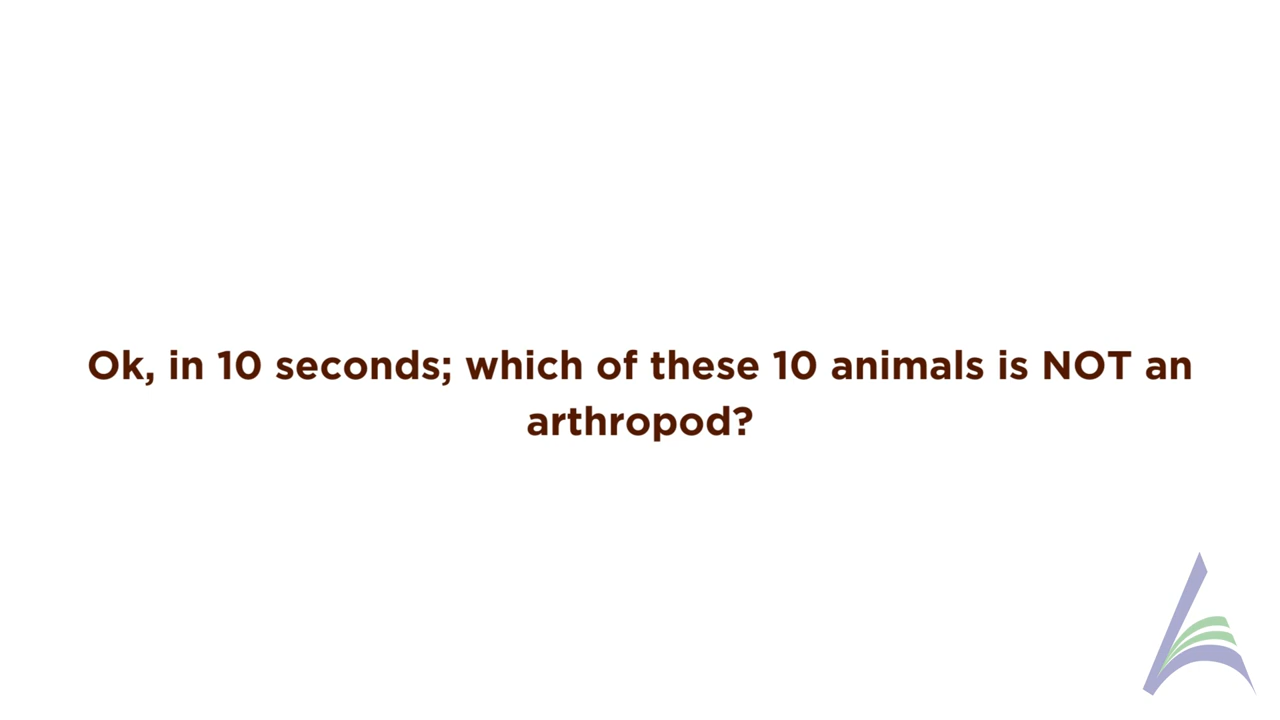 Ok, in 10 seconds; which of these 10 animals is NOT an
arthropod?